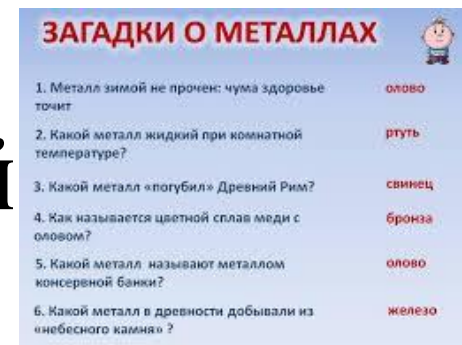 ЗАГАДКИ О МЕТАЛЛАХ
1. Металл зимой не прочен: чума здоровье
точит
олово
2. Какой металл жидкий при комнатной
температуре?
ртуть
3. Какой металл «погубил» Древний Рим?
свинец
4. Как называется цветной сплав меди с
оловом?
бронза
5. Какой металл называют металлом
консервной банки?
олово
6. Какой металл в древности добывали из
«небесного камня» ?
железо
й